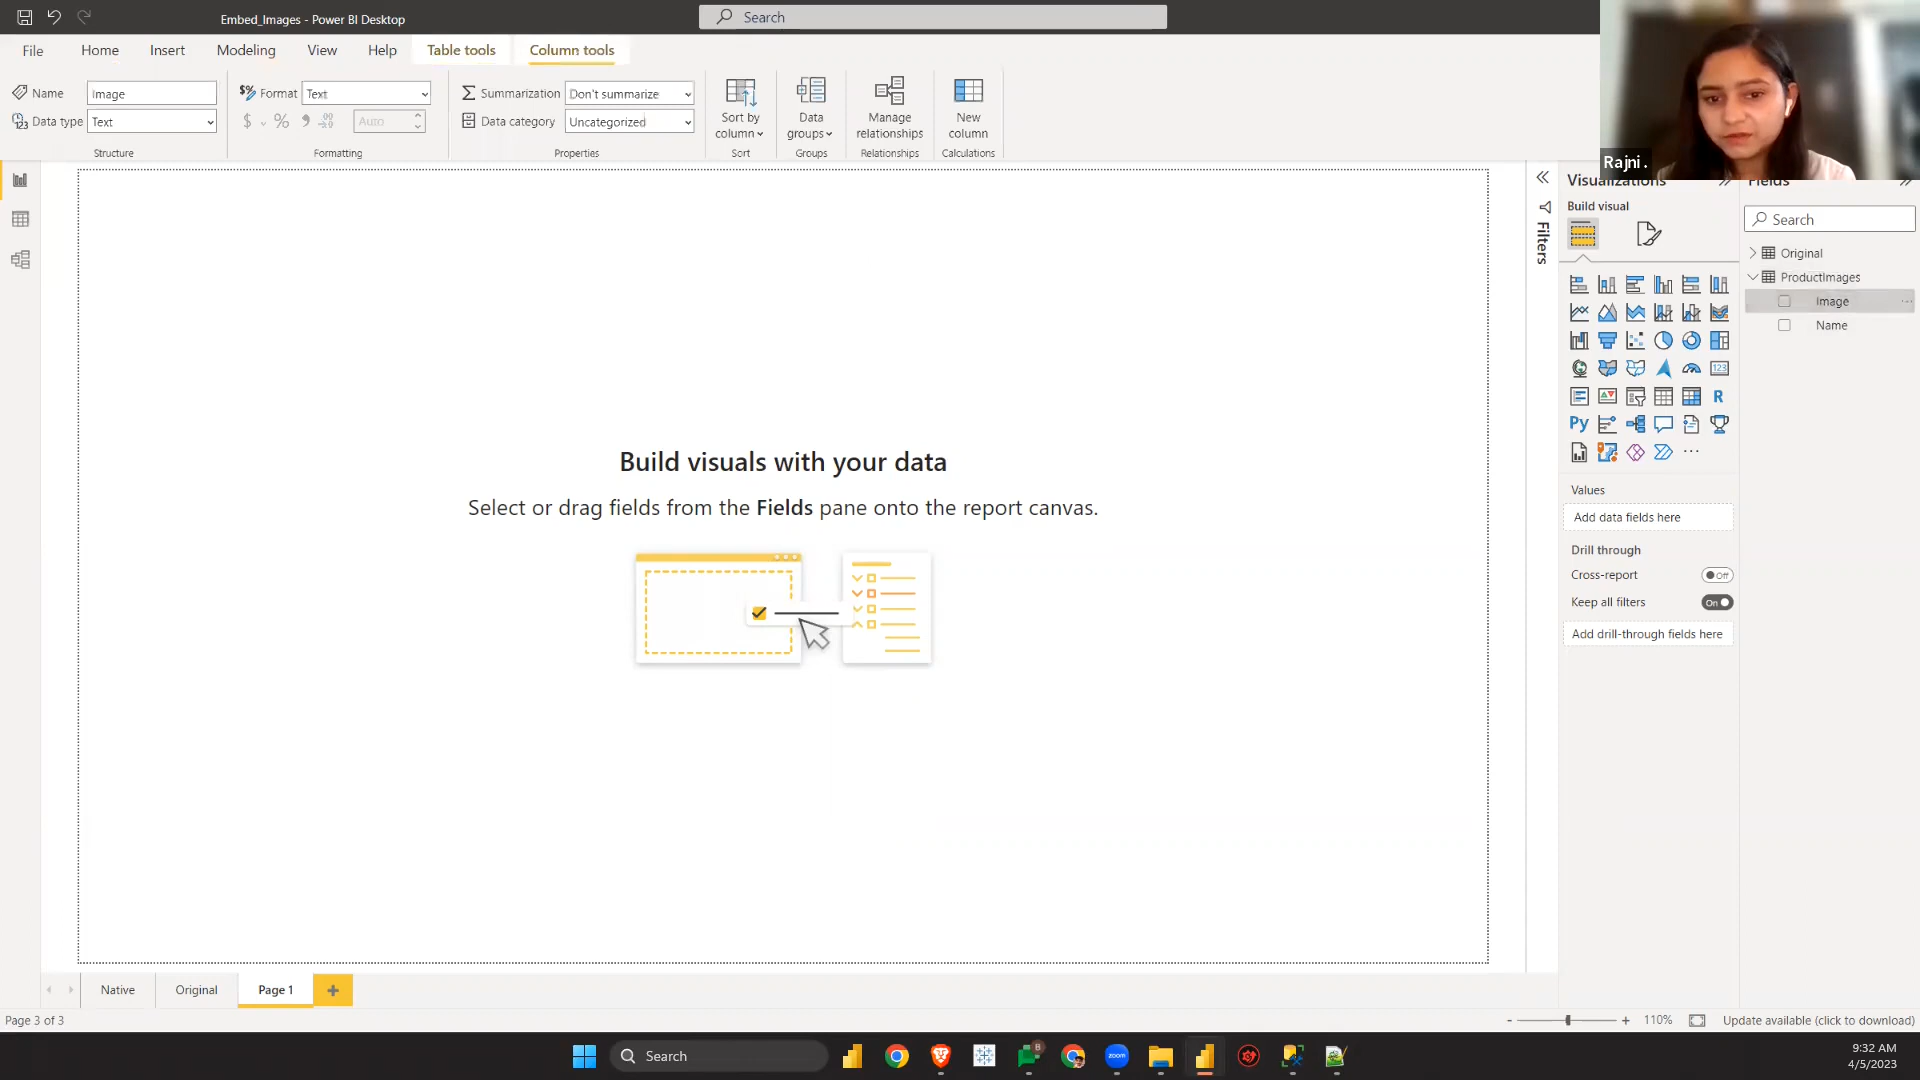 Embed_Images - Power BI Desktop
Search
File Home Insert Modeling View Help Table tools Column tools
Name Image
Data type Text
Structure
Format Text
Auto
Formatting
Summarization Don't summarize
Data category Uncategorized
Properties
Sort by column
Sort
Data groups
Groups
Manage relationships
Relationships
New column
Calculations
Rajni .
Visualizations
Build visual
Filters
Fields
Search
Original
ProductImages
Image
Name
R
Py
123
Values
Add data fields here
Drill through
Cross-report Off
Keep all filters On
Add drill-through fields here
Build visuals with your data
Select or drag fields from the Fields pane onto the report canvas.
Native Original Page 1
Page 3 of 3
110%
Update available (click to download)
Search
zoom
9:32 AM
4/5/2023